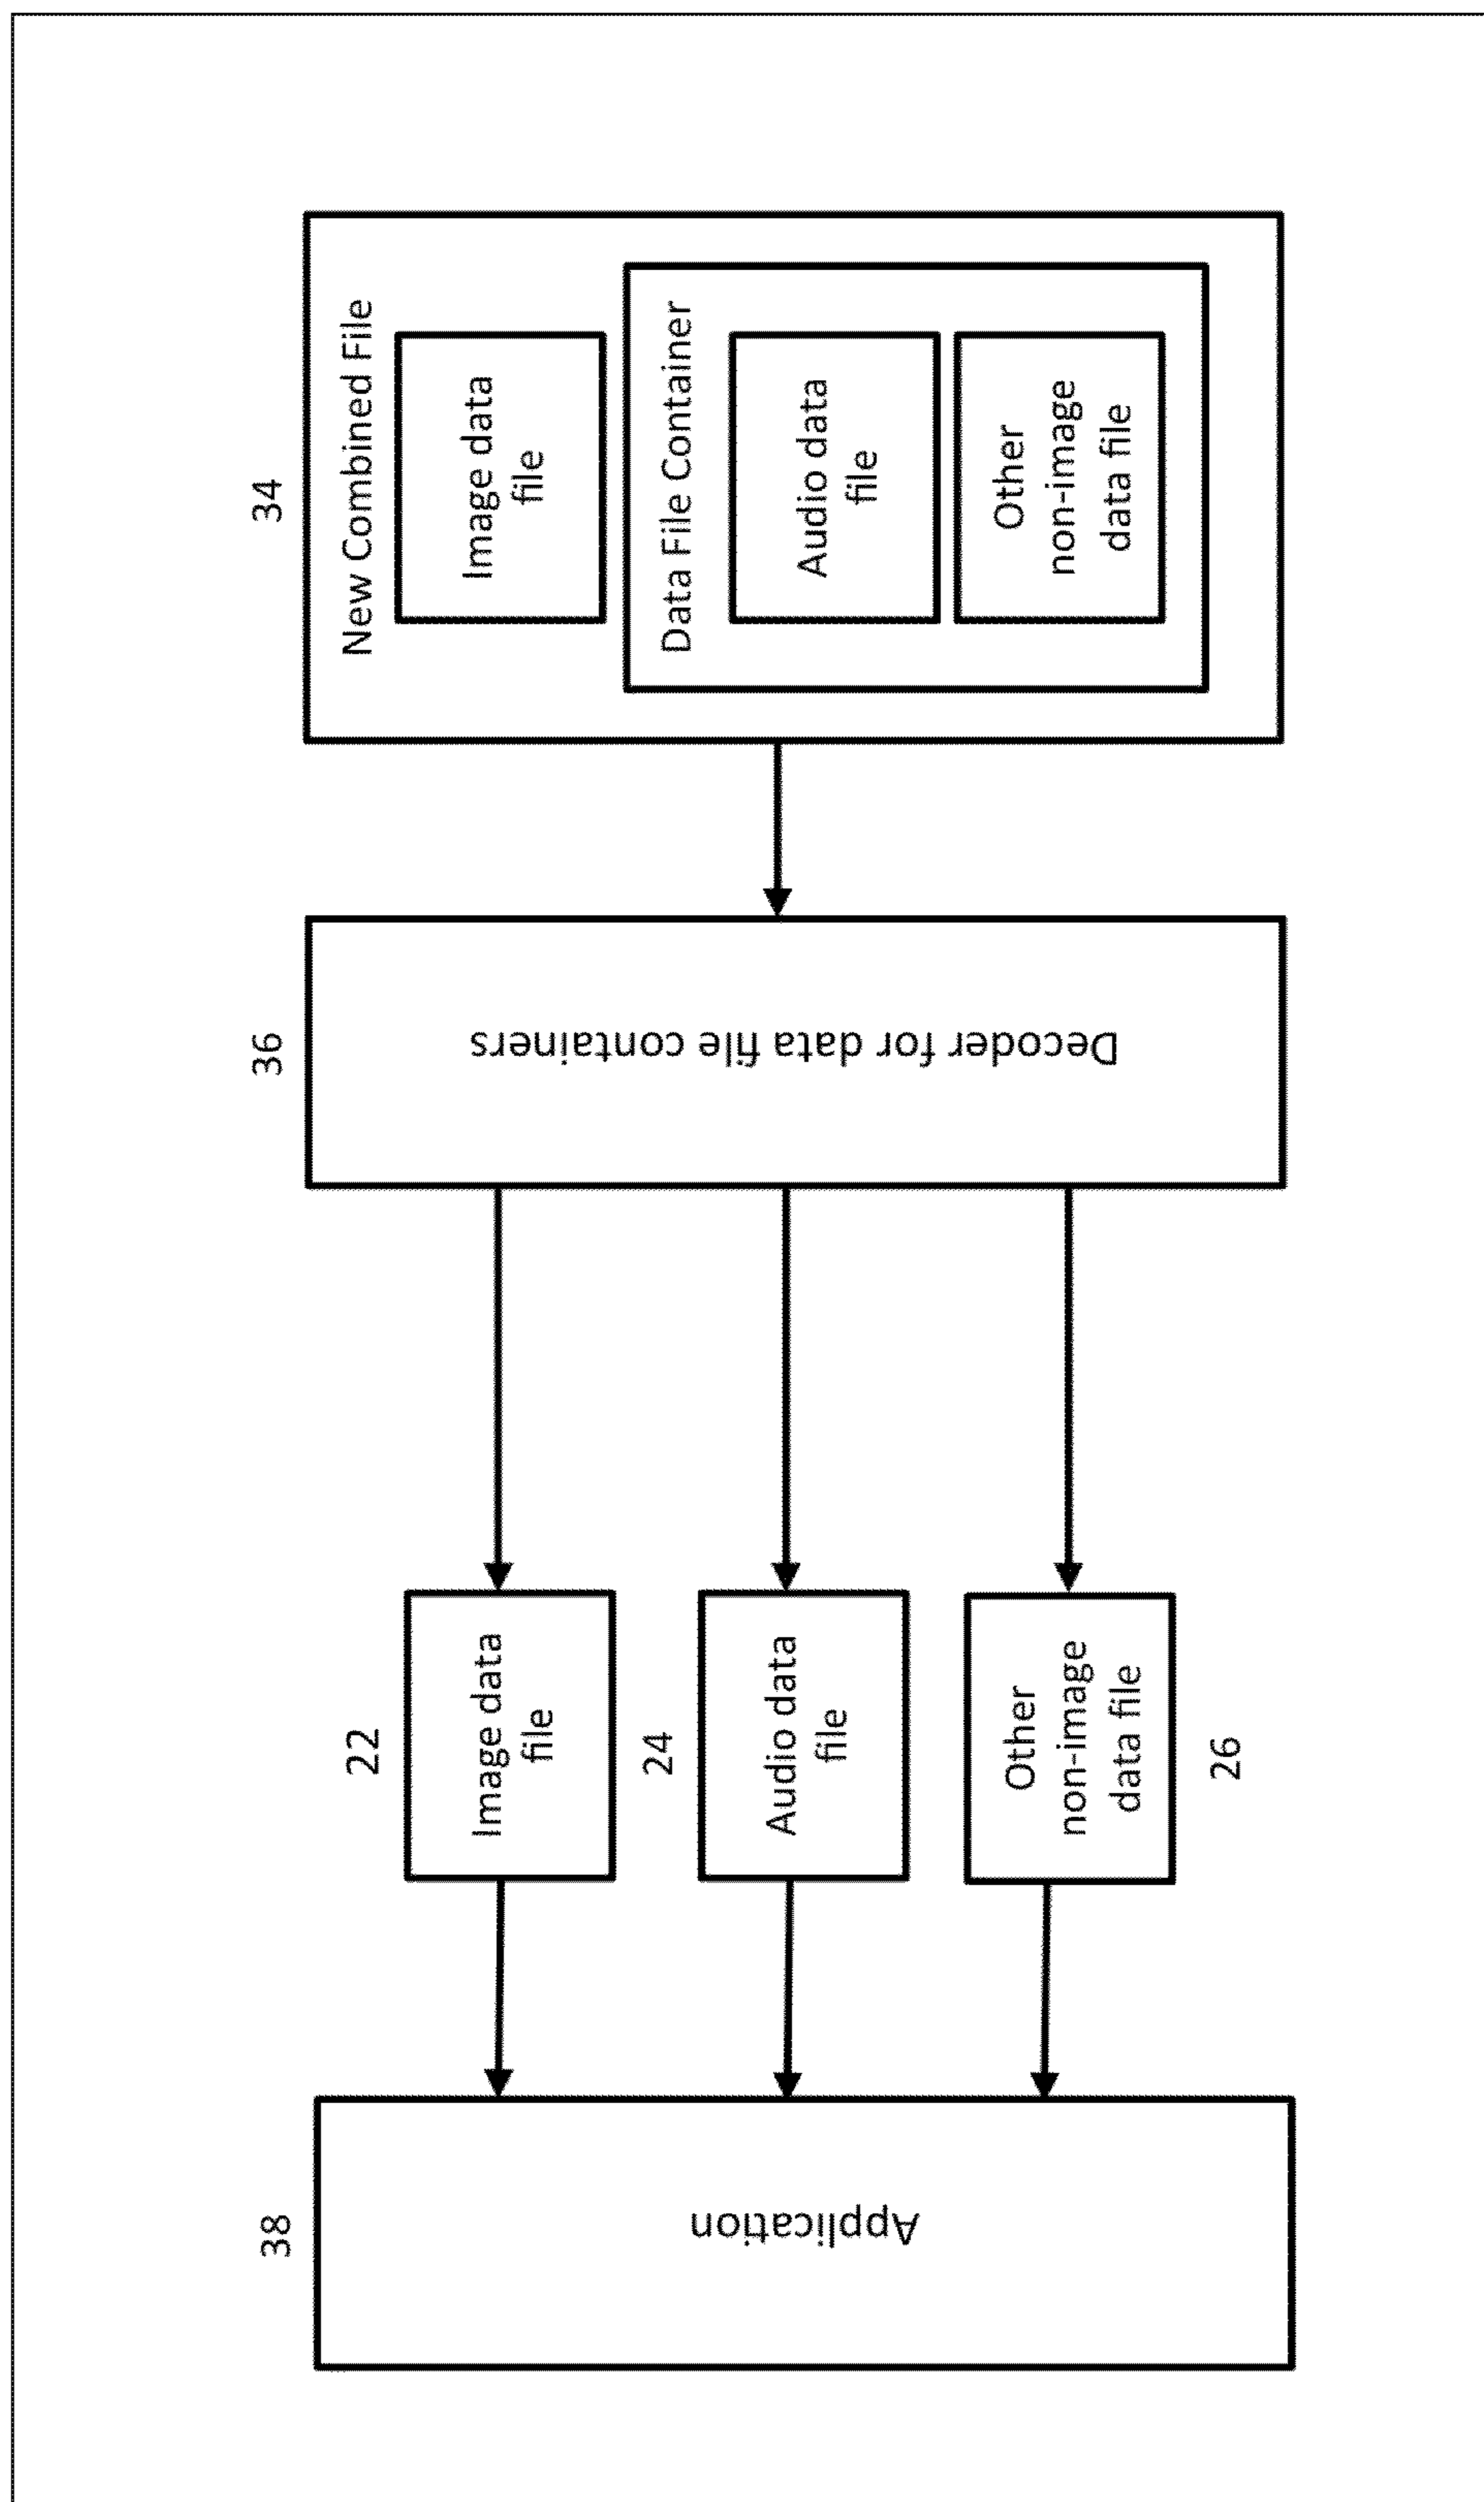 34
New Combined File
Image data
file
Data File Container
Audio data
file
Other
non-image
data file
36
Decoder for data file containers
22
Image data
file
24
Audio data
file
Other
non-image
data file
26
38
Application